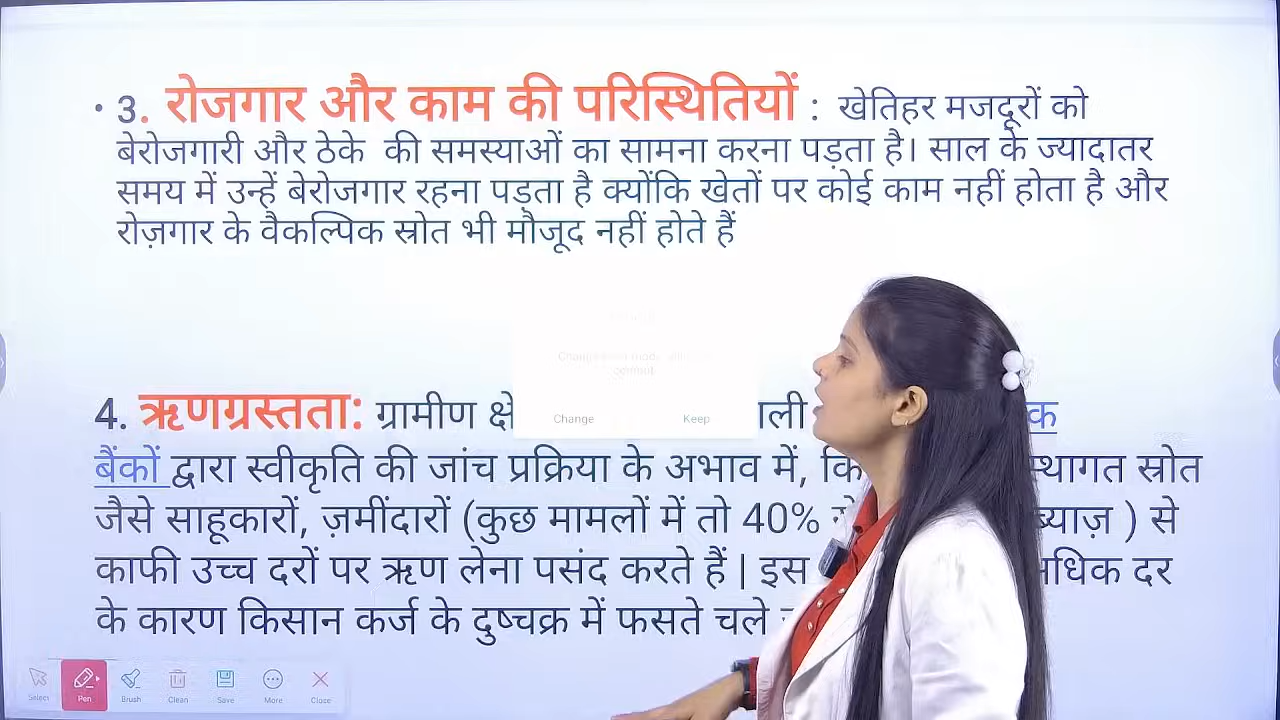 • 3. रोजगार और काम की परिस्थितियों : खेतिहर मजदूरों को
बेरोजगारी और ठेके की समस्याओं का सामना करना पड़ता है। साल के ज्यादातर
समय में उन्हें बेरोजगार रहना पड़ता है क्योंकि खेतों पर कोई काम नहीं होता है और
रोज़गार के वैकल्पिक स्रोत भी मौजूद नहीं होते हैं
Change Keep
4. ऋणग्रस्तता: ग्रामीण
बैंकों द्वारा स्वीकृति की जांच प्रक्रिया के अभाव में, स्रोत
जैसे साहूकारों, ज़मींदारों (कुछ मामलों में तो 40% ब्याज़ ) से
काफी उच्च दरों पर ऋण लेना पसंद करते हैं | इस दर
के कारण किसान कर्ज के दुष्चक्र में फसते चले
Select Pen Brush Clean Save More Close